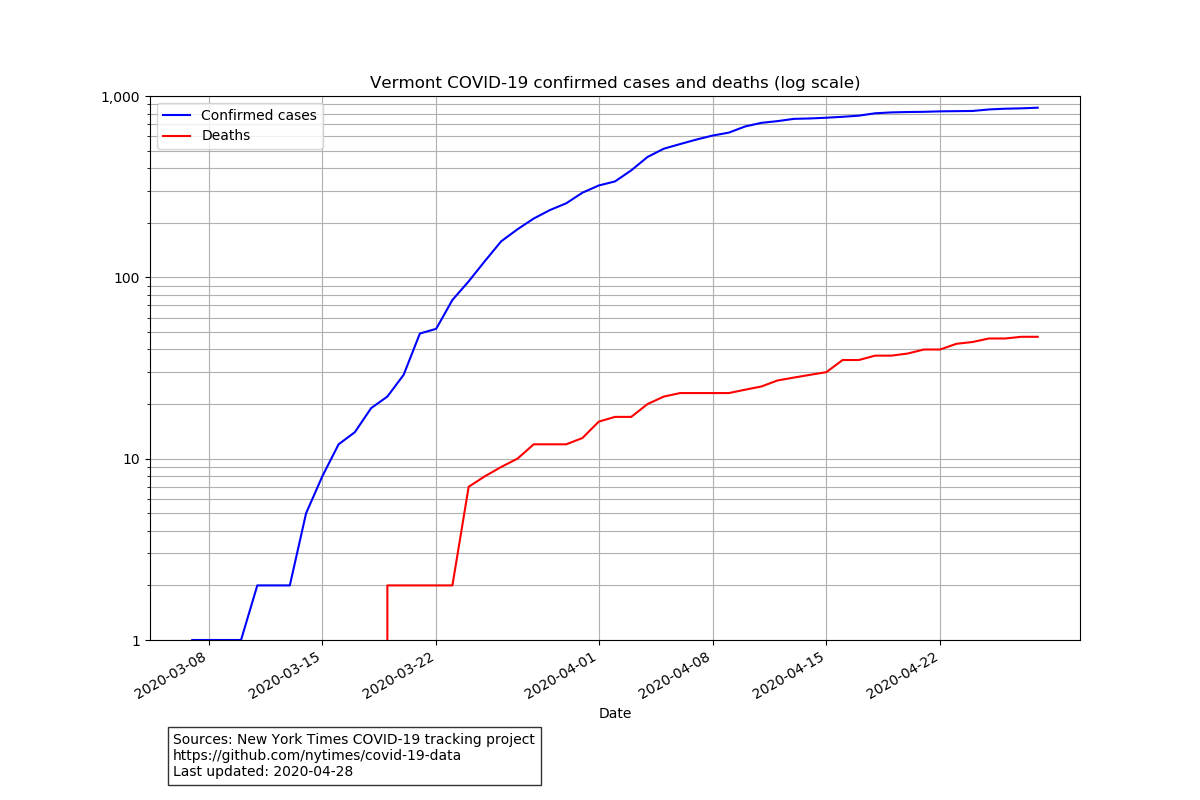 Vermont COVID-19 confirmed cases and deaths (log scale)
1,000
100
10
1
Confirmed cases
Deaths
2020-03-08
2020-03-15
2020-03-22
2020-04-01
2020-04-08
2020-04-15
2020-04-22
Date
Sources: New York Times COVID-19 tracking project
https://github.com/nytimes/covid-19-data
Last updated: 2020-04-28